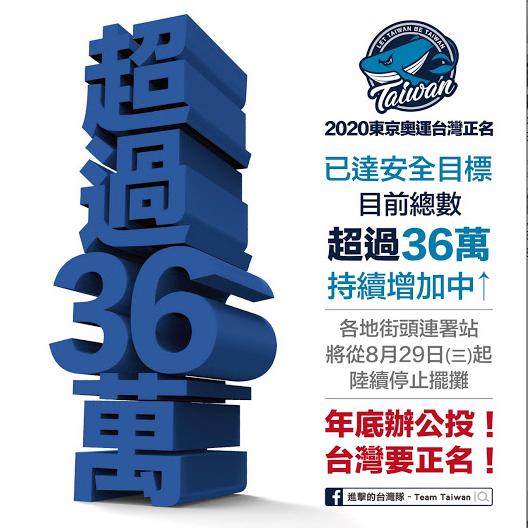 超過36萬
LET TAIWAN BE TAIWAN
Taiwan
2020東京奧運台灣正名
已達安全目標
目前總數
超過36萬
持續增加中↑
各地街頭連署站
將從8月29日(三)起
陸續停止擺攤
年底辦公投！
台灣要正名！
進擊的台灣隊 - Team Taiwan